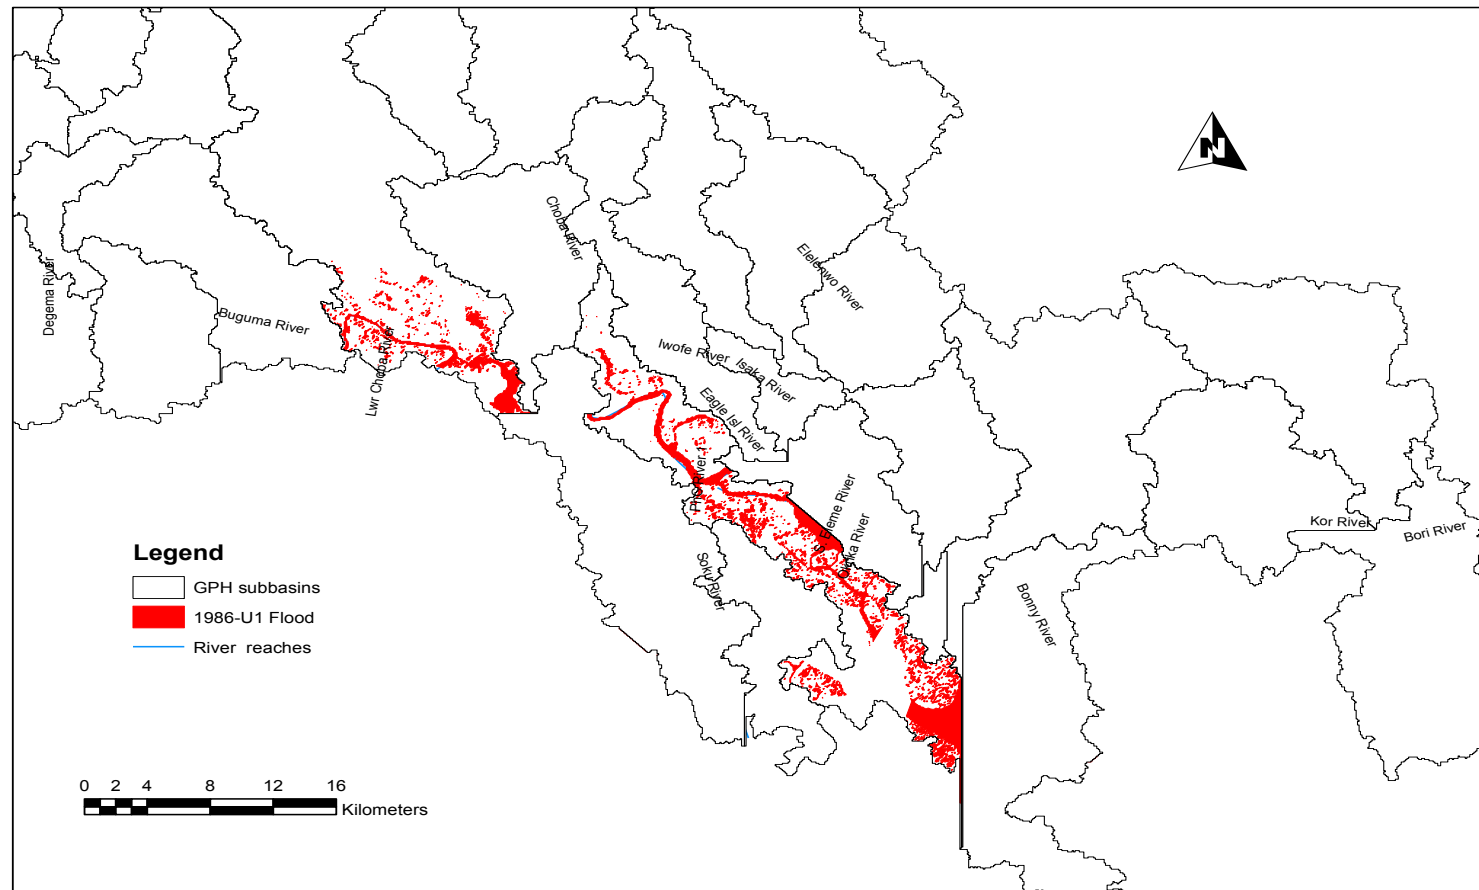 N
Choba River
Elelenwo River
Degema River
Buguma River
Lwr Choba River
Iwofe River
Isaka River
Eagle Isl River
S. Eleme River
Soku River
Kor River
Bori River
Bonny River
Legend
GPH subbasins
1986-U1 Flood
River reaches
0 2 4 8 12 16
Kilometers